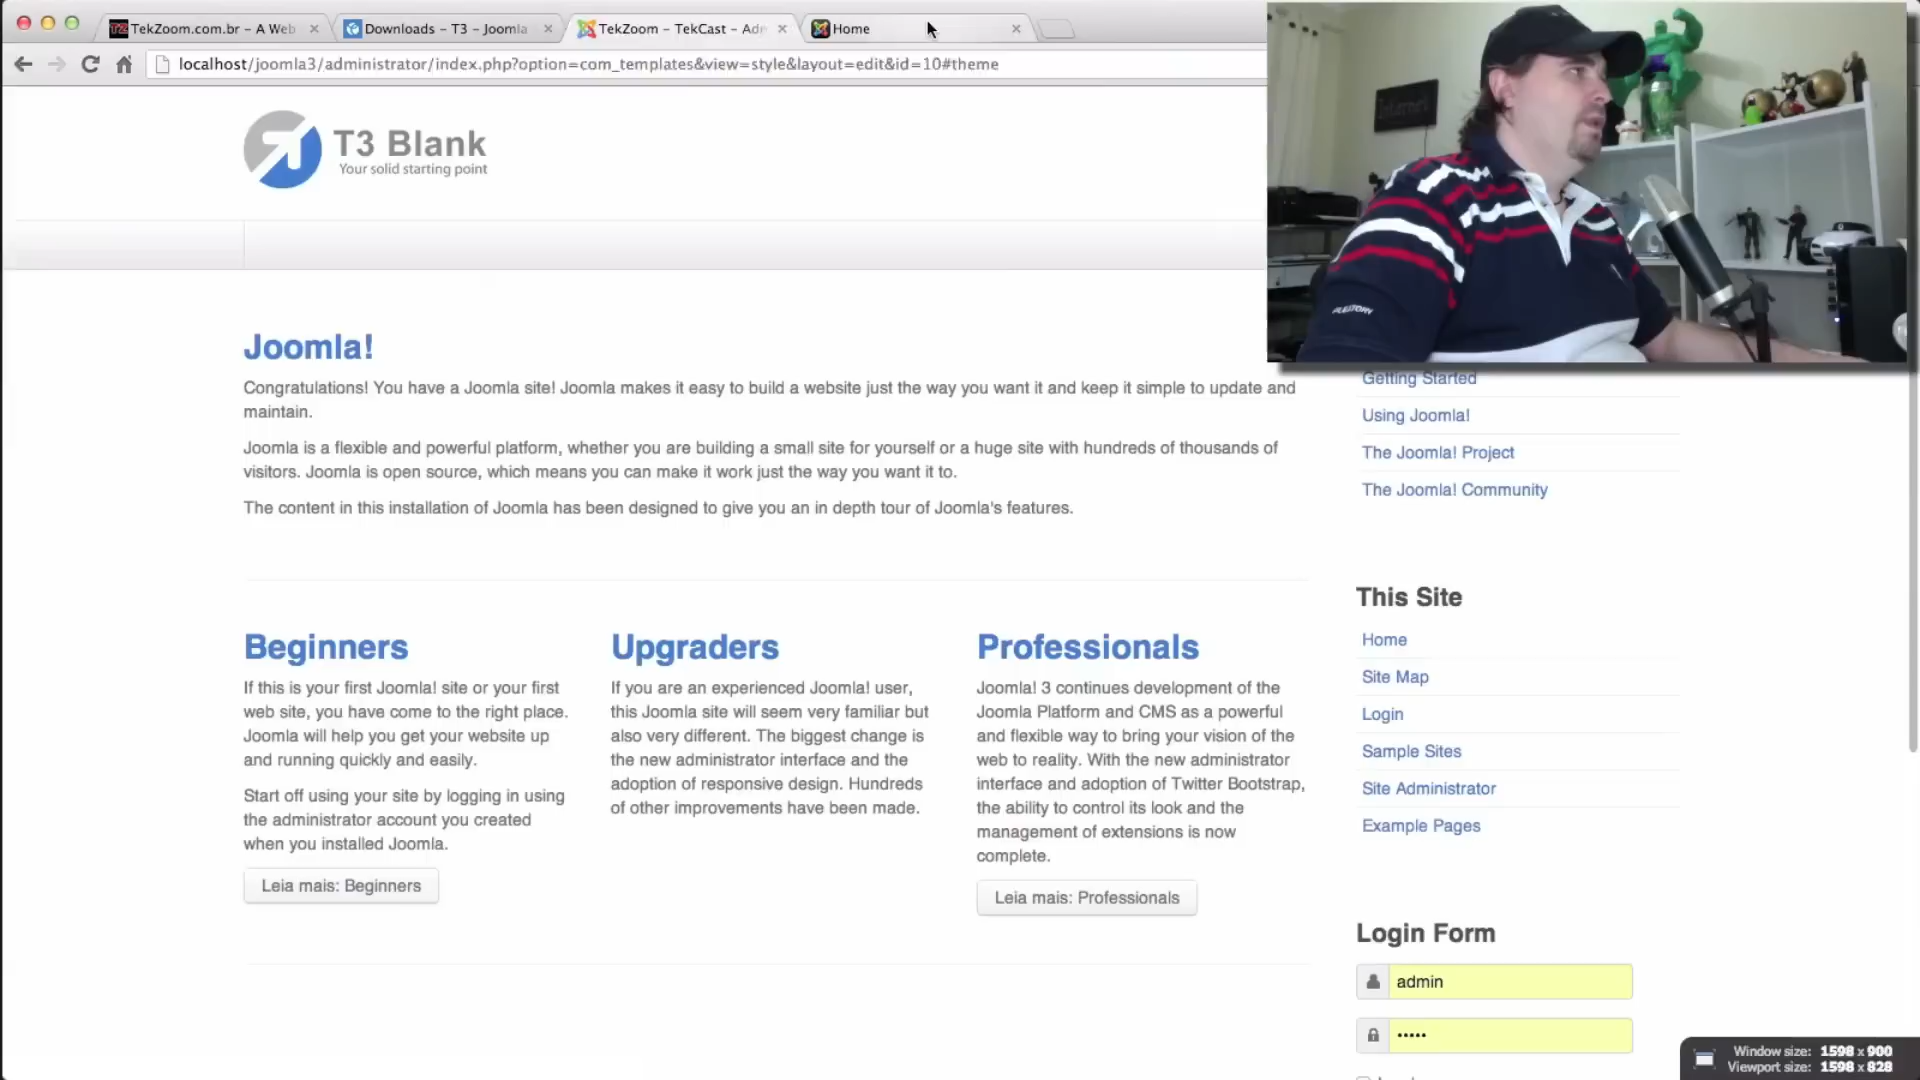 TekZoom.com.br - A Web
Downloads - T3 - Joomla
TekZoom - TekCast - Adm
Home
localhost/joomla3/administrator/index.php?option=com_templates&view=style&layout=edit&id=10#theme
T3 Blank
Your solid starting point
Joomla!
Congratulations! You have a Joomla site! Joomla makes it easy to build a website just the way you want it and keep it simple to update and
maintain.
Joomla is a flexible and powerful platform, whether you are building a small site for yourself or a huge site with hundreds of thousands of
visitors. Joomla is open source, which means you can make it work just the way you want it to.
The content in this installation of Joomla has been designed to give you an in depth tour of Joomla's features.
Beginners
If this is your first Joomla! site or your first
web site, you have come to the right place.
Joomla will help you get your website up
and running quickly and easily.
Start off using your site by logging in using
the administrator account you created
when you installed Joomla.
Leia mais: Beginners
Upgraders
If you are an experienced Joomla! user,
this Joomla site will seem very familiar but
also very different. The biggest change is
the new administrator interface and the
adoption of responsive design. Hundreds
of other improvements have been made.
Professionals
Joomla! 3 continues development of the
Joomla Platform and CMS as a powerful
and flexible way to bring your vision of the
web to reality. With the new administrator
interface and adoption of Twitter Bootstrap,
the ability to control its look and the
management of extensions is now
complete.
Leia mais: Professionals
Internet
Getting Started
Using Joomla!
The Joomla! Project
The Joomla! Community
This Site
Home
Site Map
Login
Sample Sites
Site Administrator
Example Pages
Login Form
admin
•••••
Window size: 1598 x 900
Viewport size: 1598 x 828